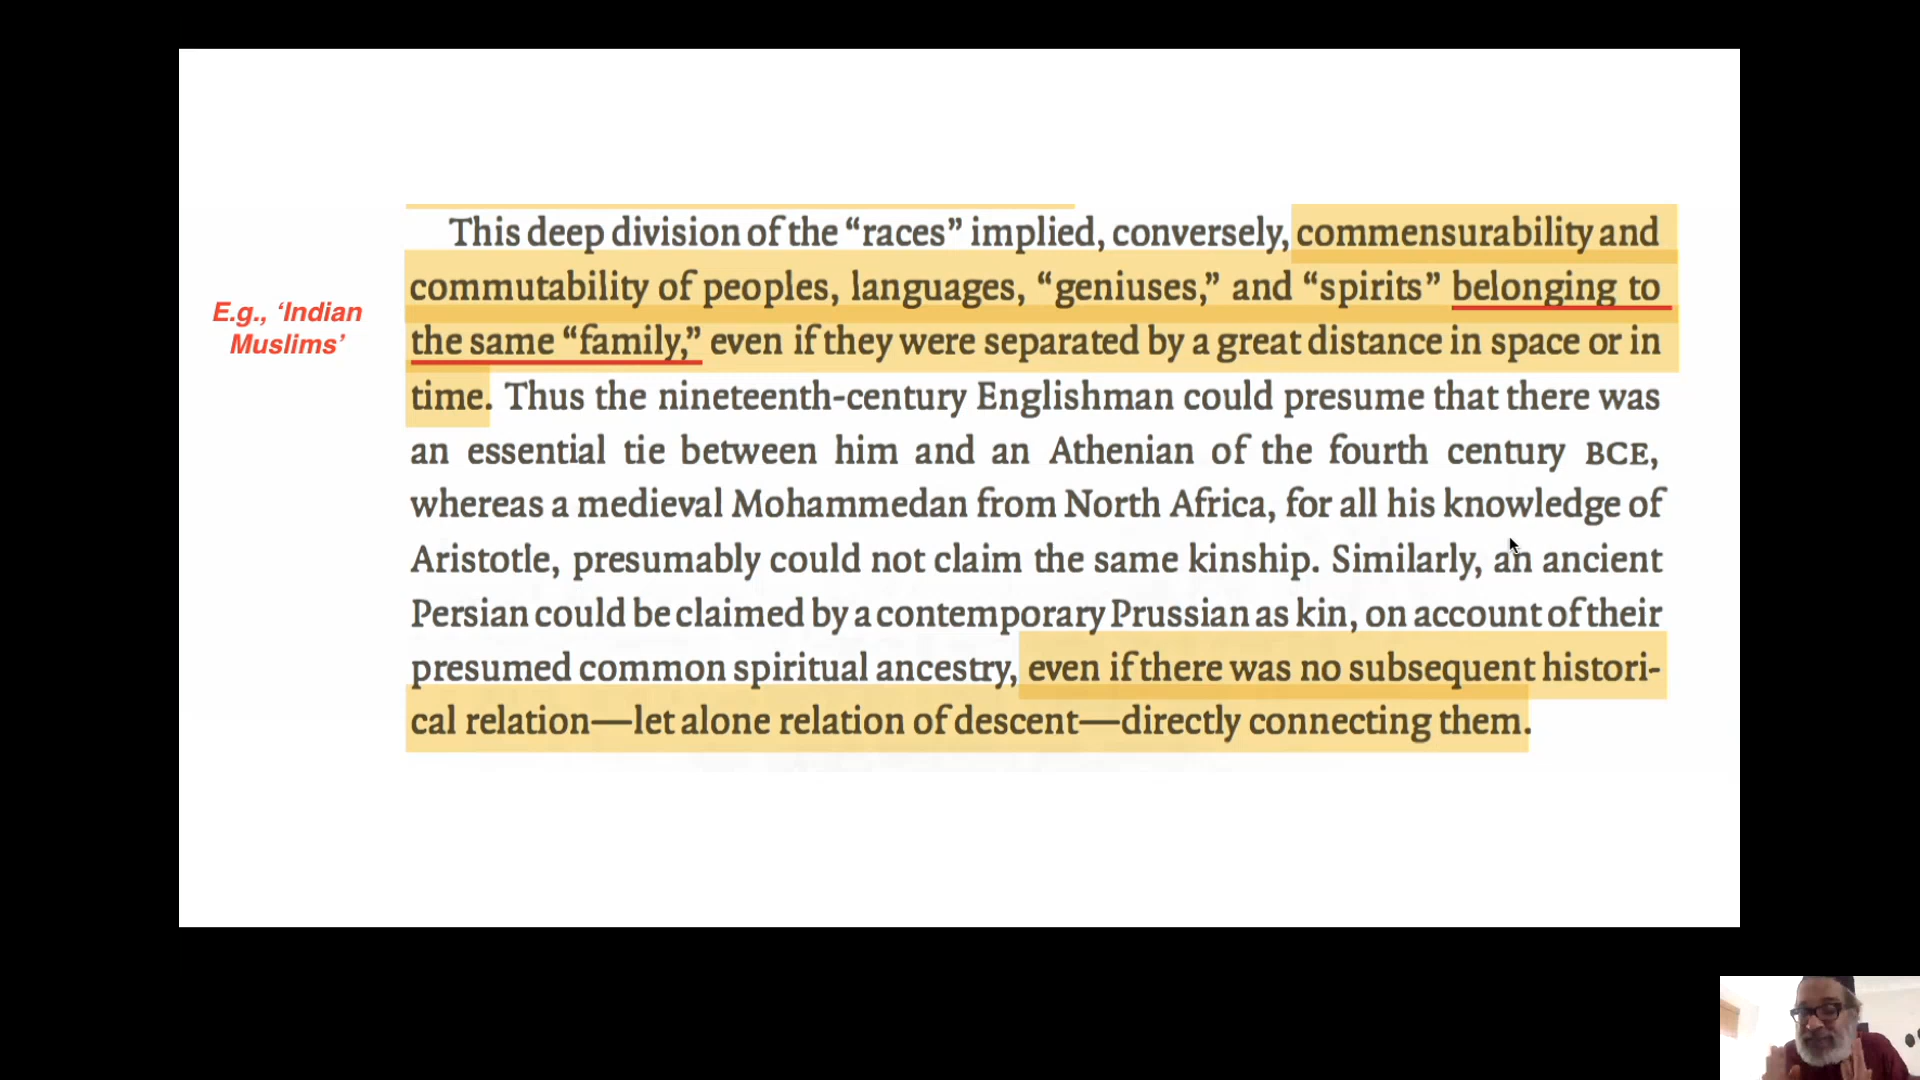 E.g., ‘Indian
Muslims’
This deep division of the “races” implied, conversely, commensurability and
commutability of peoples, languages, “geniuses,” and “spirits” belonging to
the same “family,” even if they were separated by a great distance in space or in
time. Thus the nineteenth-century Englishman could presume that there was
an essential tie between him and an Athenian of the fourth century BCE,
whereas a medieval Mohammedan from North Africa, for all his knowledge of
Aristotle, presumably could not claim the same kinship. Similarly, an ancient
Persian could be claimed by a contemporary Prussian as kin, on account of their
presumed common spiritual ancestry, even if there was no subsequent histori-
cal relation—let alone relation of descent—directly connecting them.